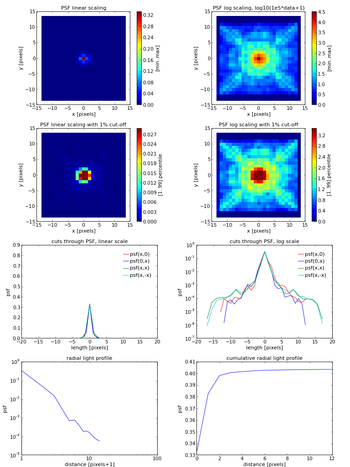 PSF linear scaling
PSF log scaling, log10(1e5*data+1)
y [pixels]
x [pixels]
[min, max]
y [pixels]
x [pixels]
[min, max]
PSF linear scaling with 1% cut-off
PSF log scaling with 1% cut-off
y [pixels]
x [pixels]
[1, 99] percentile
y [pixels]
x [pixels]
[1, 99] percentile
cuts through PSF, linear scale
cuts through PSF, log scale
psf
psf(x,0)
psf(0,x)
psf(x,x)
psf(x,-x)
length [pixels]
psf
psf(x,0)
psf(0,x)
psf(x,x)
psf(x,-x)
length [pixels]
radial light profile
cumulative radial light profile
psf
distance [pixels+1]
psf
distance [pixels]